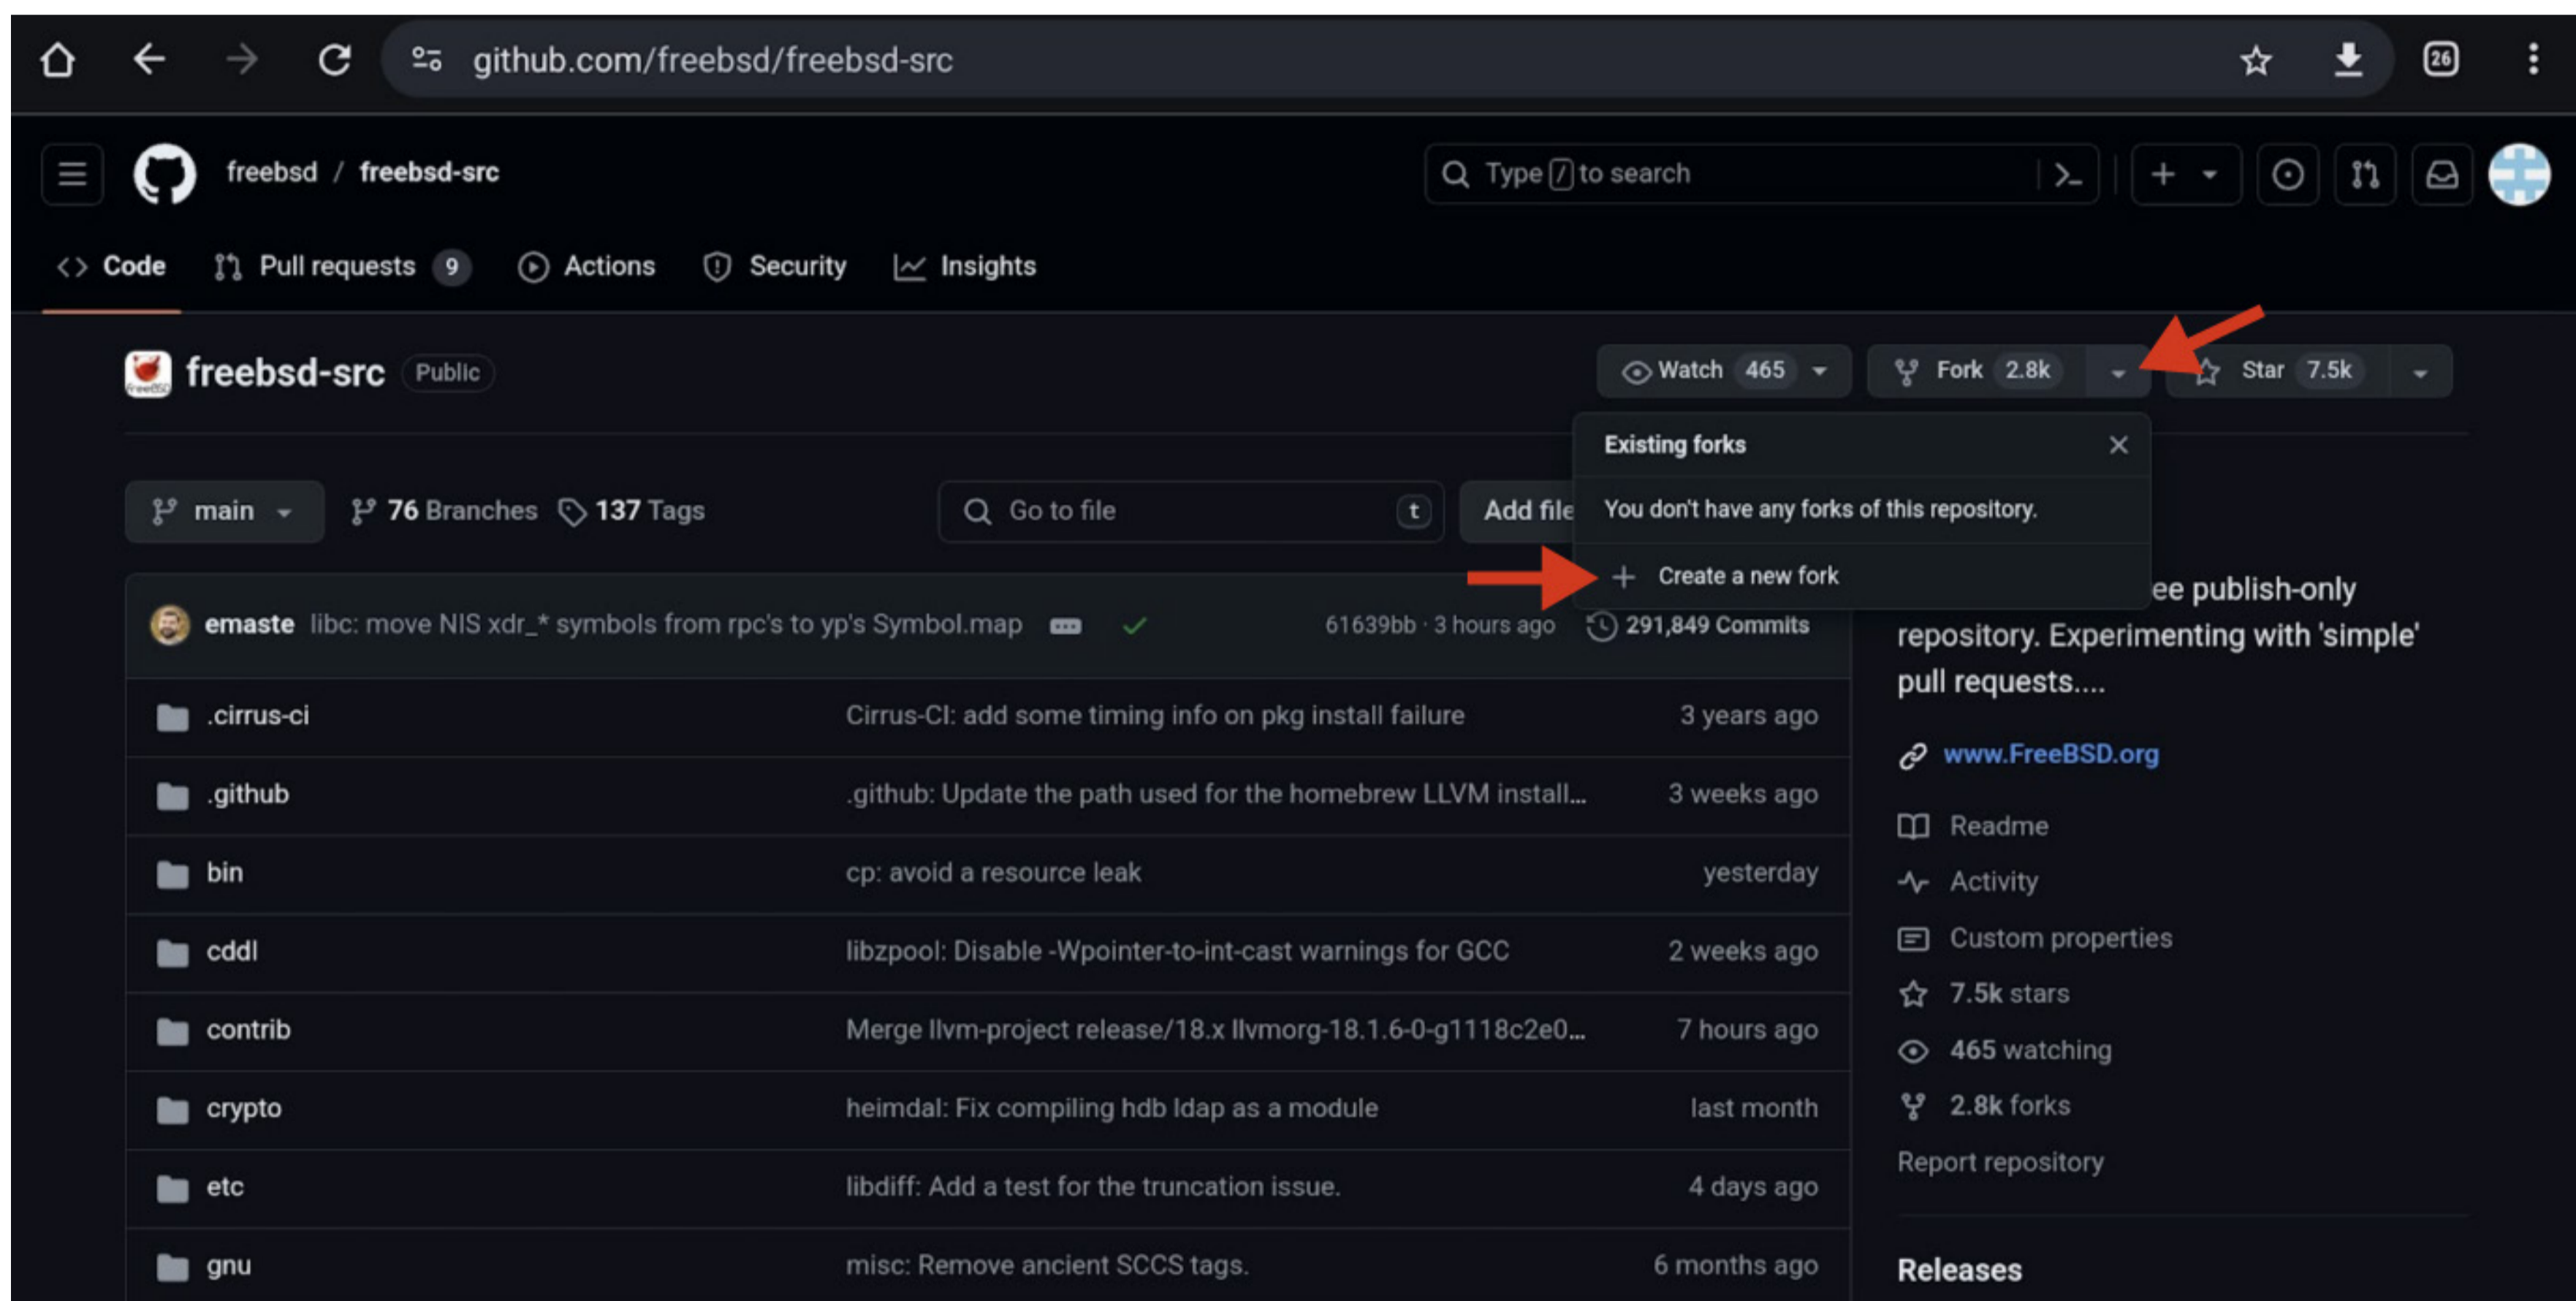 github.com/freebsd/freebsd-src
26
freebsd / freebsd-src
Type / to search
Code
Pull requests 9
Actions
Security
Insights
freebsd-src Public
Watch 465
Fork 2.8k
Star 7.5k
Existing forks
You don't have any forks of this repository.
Create a new fork
main
76 Branches
137 Tags
Go to file t
Add file
emaste libc: move NIS xdr_* symbols from rpc's to yp's Symbol.map
61639bb · 3 hours ago
291,849 Commits
.cirrus-ci Cirrus-CI: add some timing info on pkg install failure 3 years ago
.github .github: Update the path used for the homebrew LLVM install... 3 weeks ago
bin cp: avoid a resource leak yesterday
cddl libzpool: Disable -Wpointer-to-int-cast warnings for GCC 2 weeks ago
contrib Merge llvm-project release/18.x llvmorg-18.1.6-0-g1118c2e0... 7 hours ago
crypto heimdal: Fix compiling hdb ldap as a module last month
etc libdiff: Add a test for the truncation issue. 4 days ago
gnu misc: Remove ancient SCCS tags. 6 months ago
ee publish-only
repository. Experimenting with 'simple'
pull requests....
www.FreeBSD.org
Readme
Activity
Custom properties
7.5k stars
465 watching
2.8k forks
Report repository
Releases